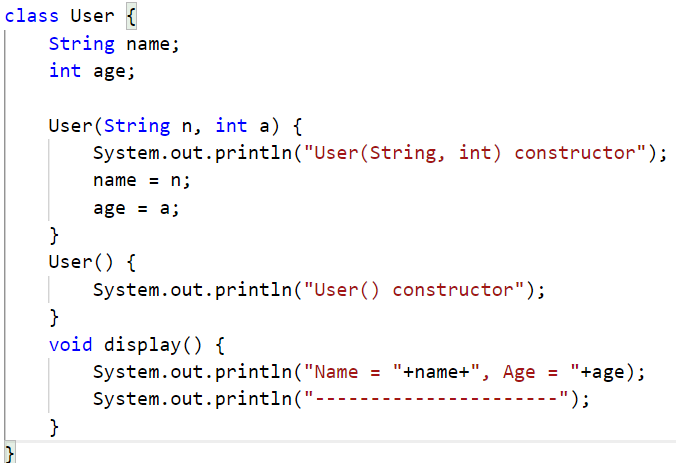 class User {
    String name;
    int age;

    User(String n, int a) {
        System.out.println("User(String, int) constructor");
        name = n;
        age = a;
    }
    User() {
        System.out.println("User() constructor");
    }
    void display() {
        System.out.println("Name = "+name+", Age = "+age);
        System.out.println("----------------------");
    }
}